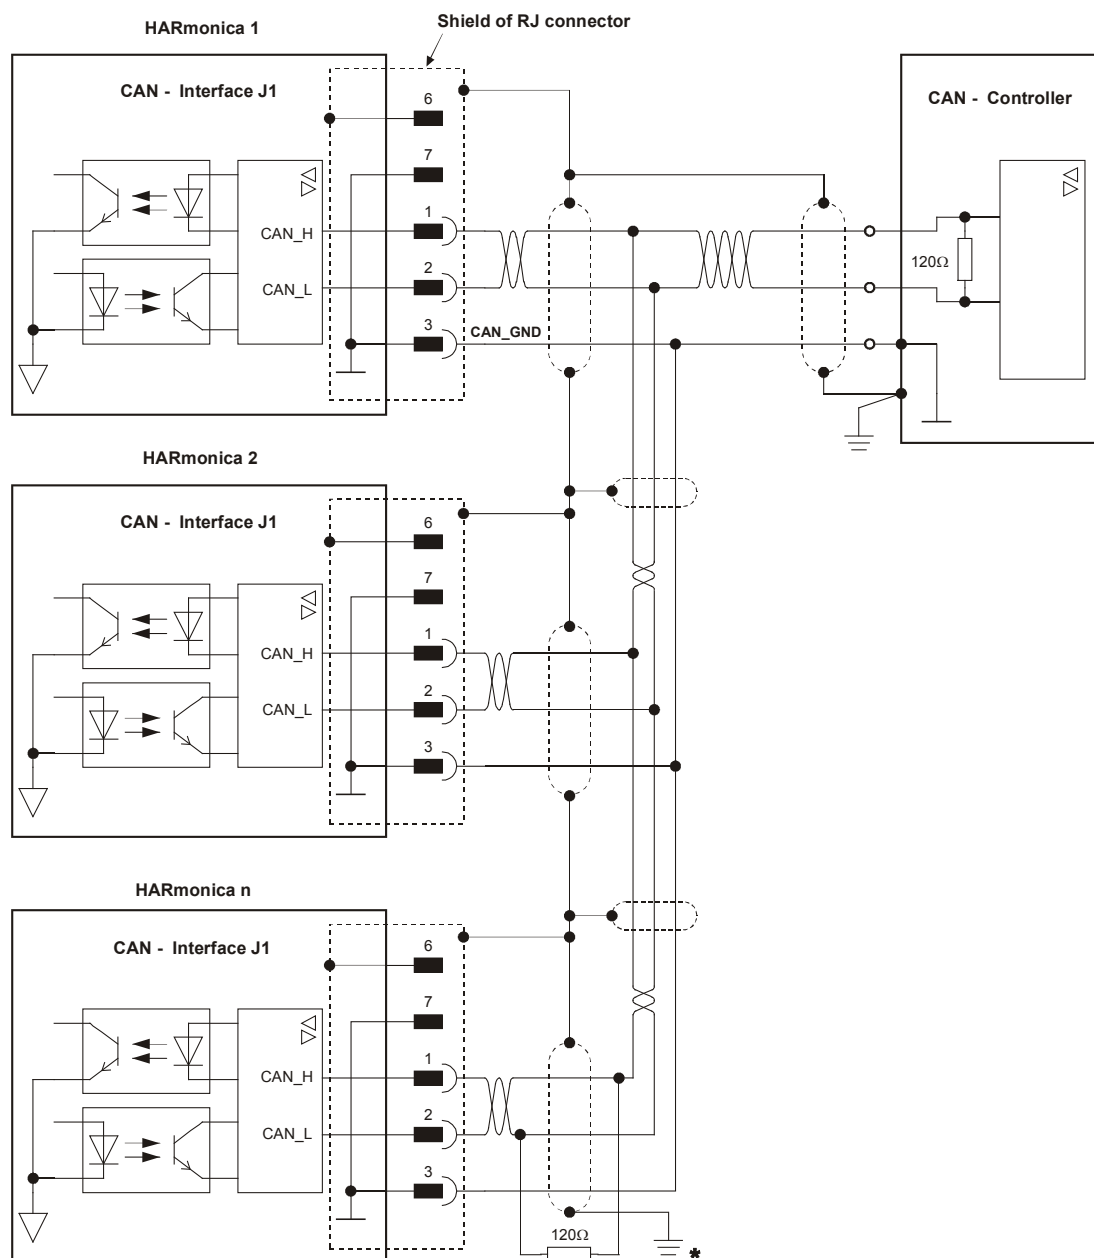 Shield of RJ connector
HARmonica 1
CAN - Interface J1
CAN - Controller
6
7
1
CAN_H
2
CAN_L
120Ω
3
CAN_GND
HARmonica 2
CAN - Interface J1
6
7
1
CAN_H
2
CAN_L
3
HARmonica n
CAN - Interface J1
6
7
1
CAN_H
2
CAN_L
3
120Ω
*